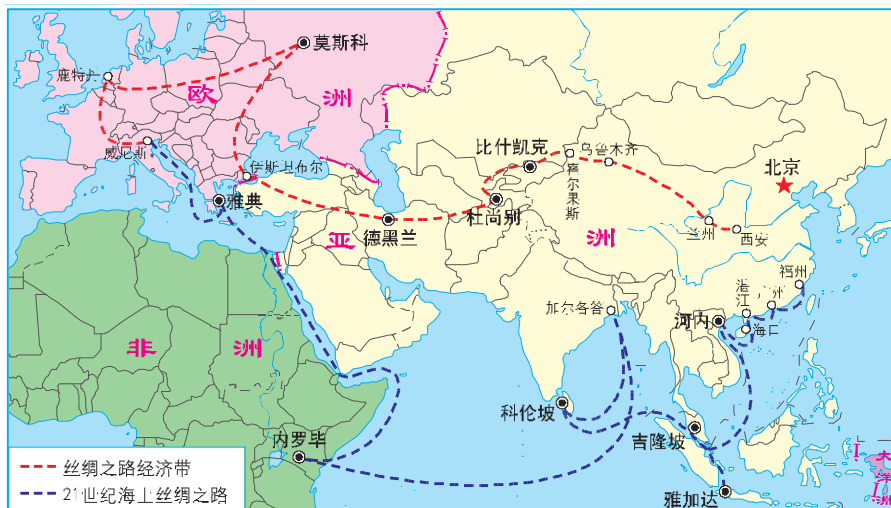 莫斯科
鹿特丹
欧
洲
威尼斯
伊斯坦布尔
雅典
德黑兰
亚
洲
比什凯克
乌鲁木齐
霍尔果斯
杜尚别
北京
兰州
西安
福州
州
湛江
海口
河内
加尔各答
科伦坡
吉隆坡
雅加达
非
洲
内罗毕
大洋洲
丝绸之路经济带
21世纪海上丝绸之路